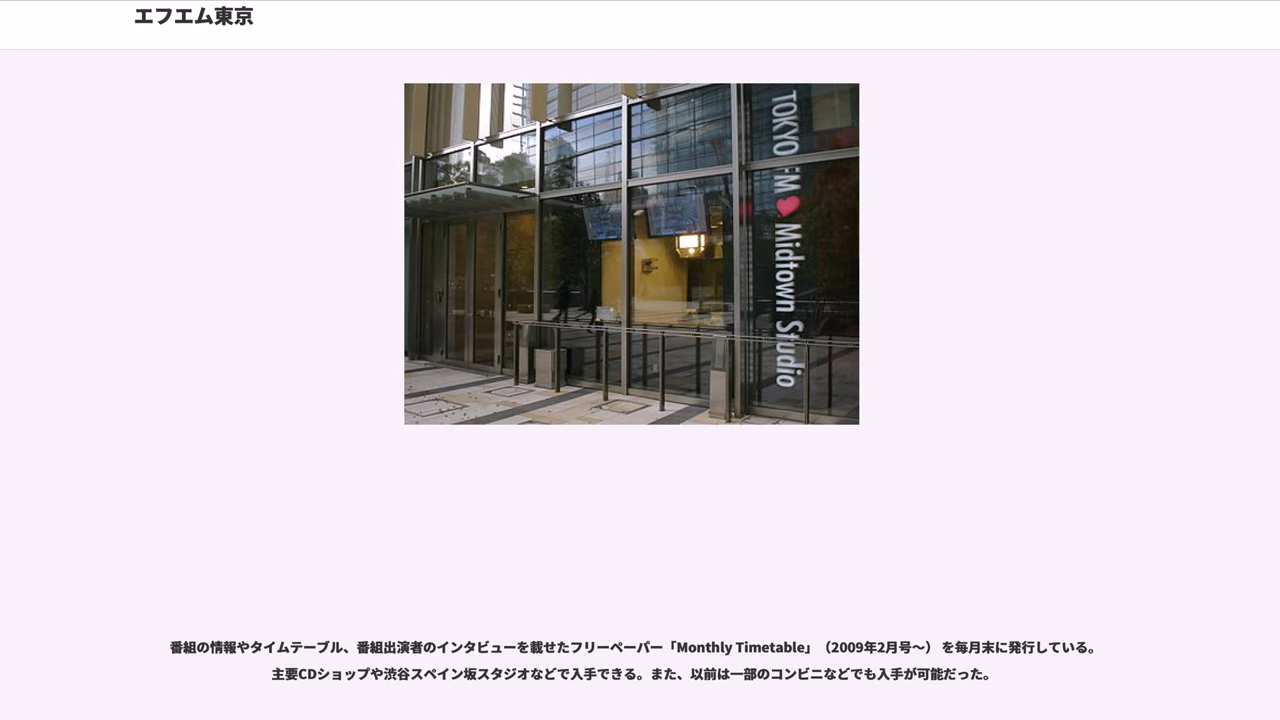 エフエム東京
TOKYO FM ❤ Midtown Studio
番組の情報やタイムテーブル、番組出演者のインタビューを載せたフリーペーパー「Monthly Timetable」（2009年2月号〜） を毎月末に発行している。
主要CDショップや渋谷スペイン坂スタジオなどで入手できる。また、以前は一部のコンビニなどでも入手が可能だった。